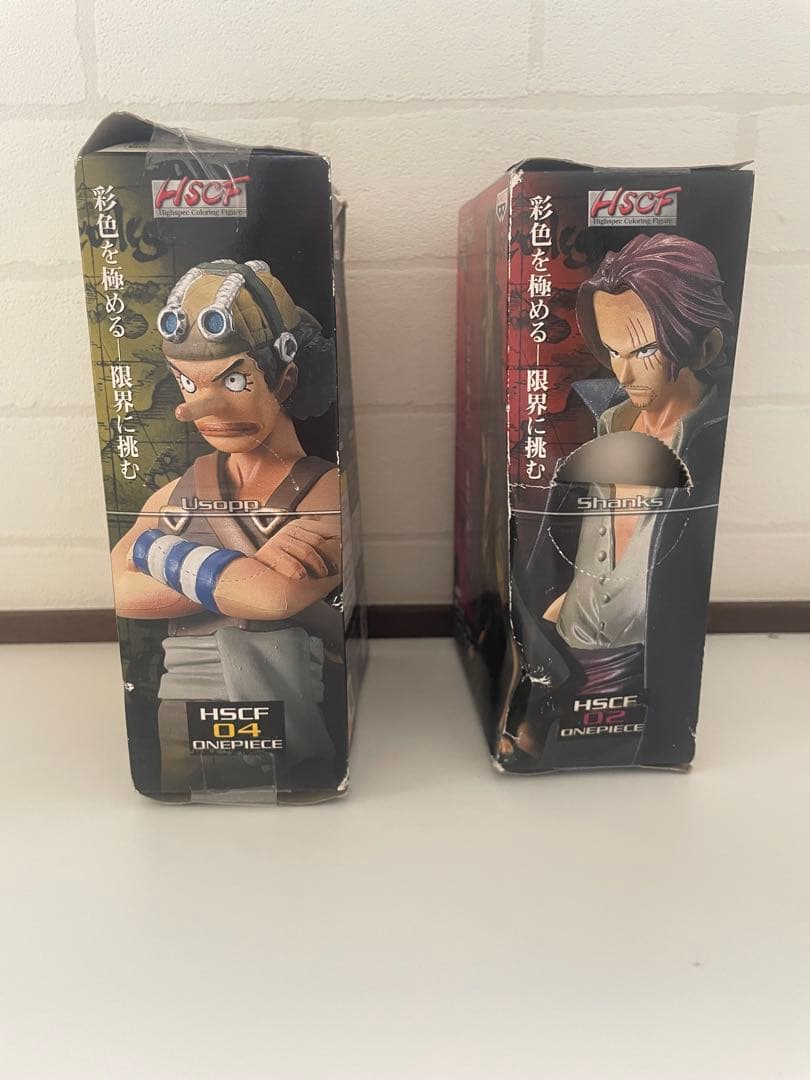 HSCF
Highspec Coloring Figure
彩色を極める―限界に挑む
Usopp
HSCF
04
ONEPIECE
HSCF
Highspec Coloring Figure
彩色を極める―限界に挑む
Shanks
HSCF
02
ONEPIECE